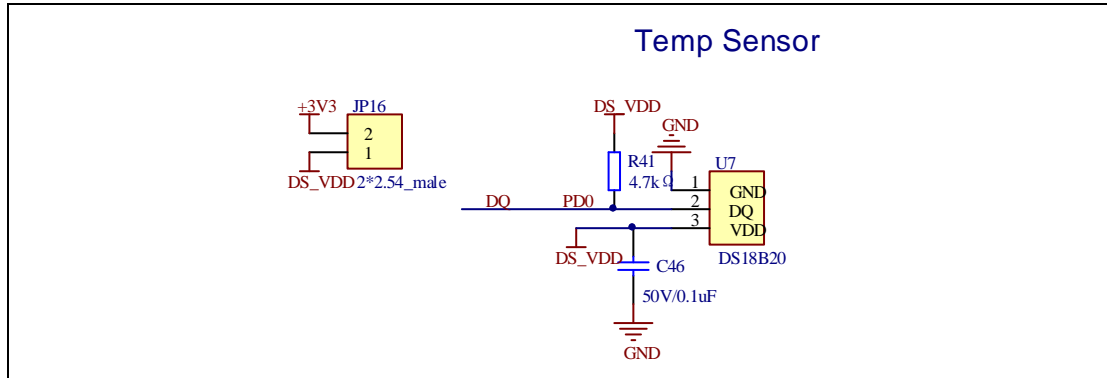 Temp Sensor
+3V3
JP16
2
1
DS_VDD
2*2.54_male
DS_VDD
GND
R41
4.7kΩ
U7
DQ
PD0
1
2
3
GND
DQ
VDD
DS18B20
DS_VDD
C46
50V/0.1uF
GND